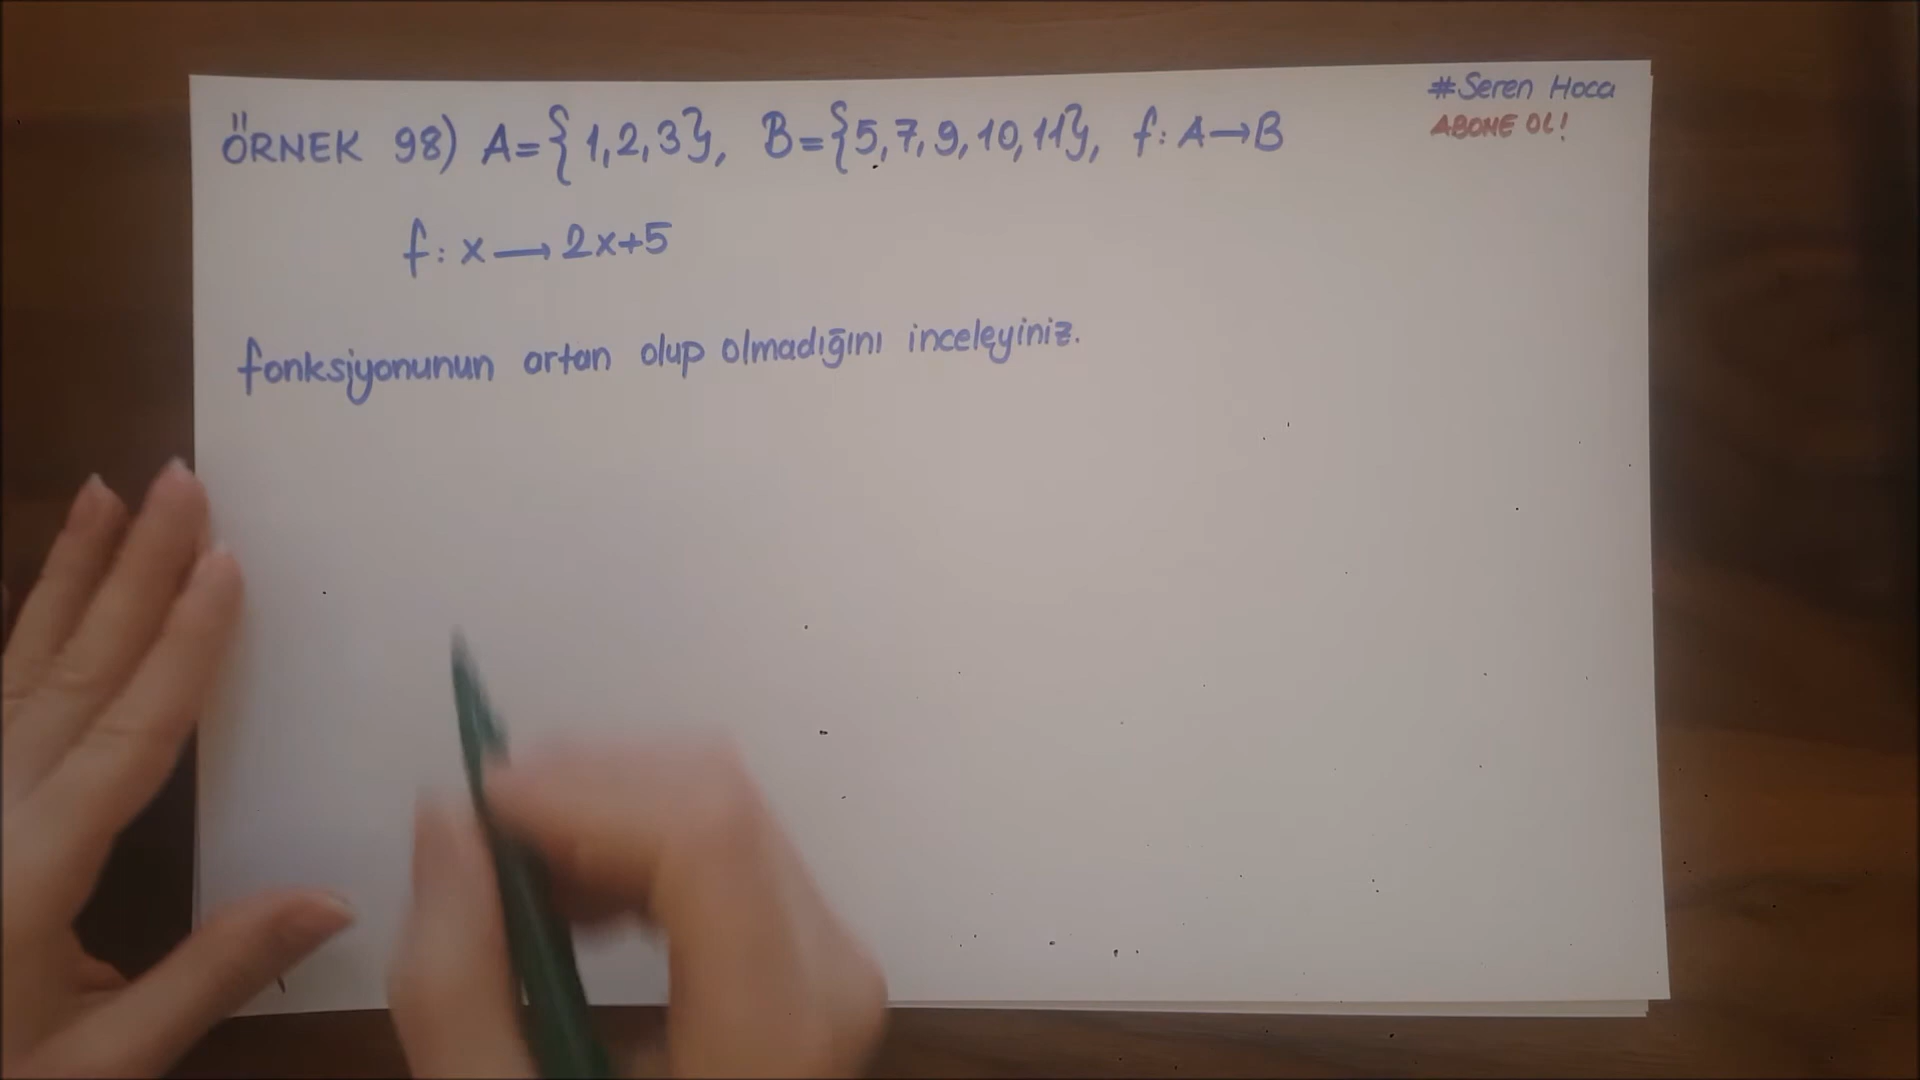 #Seren Hoca
ABONE OL!
ÖRNEK 98) A={1,2,3}, B={5,7,9,10,11}, f: A→B
f: x → 2x+5
fonksiyonunun artan olup olmadığını inceleyiniz.